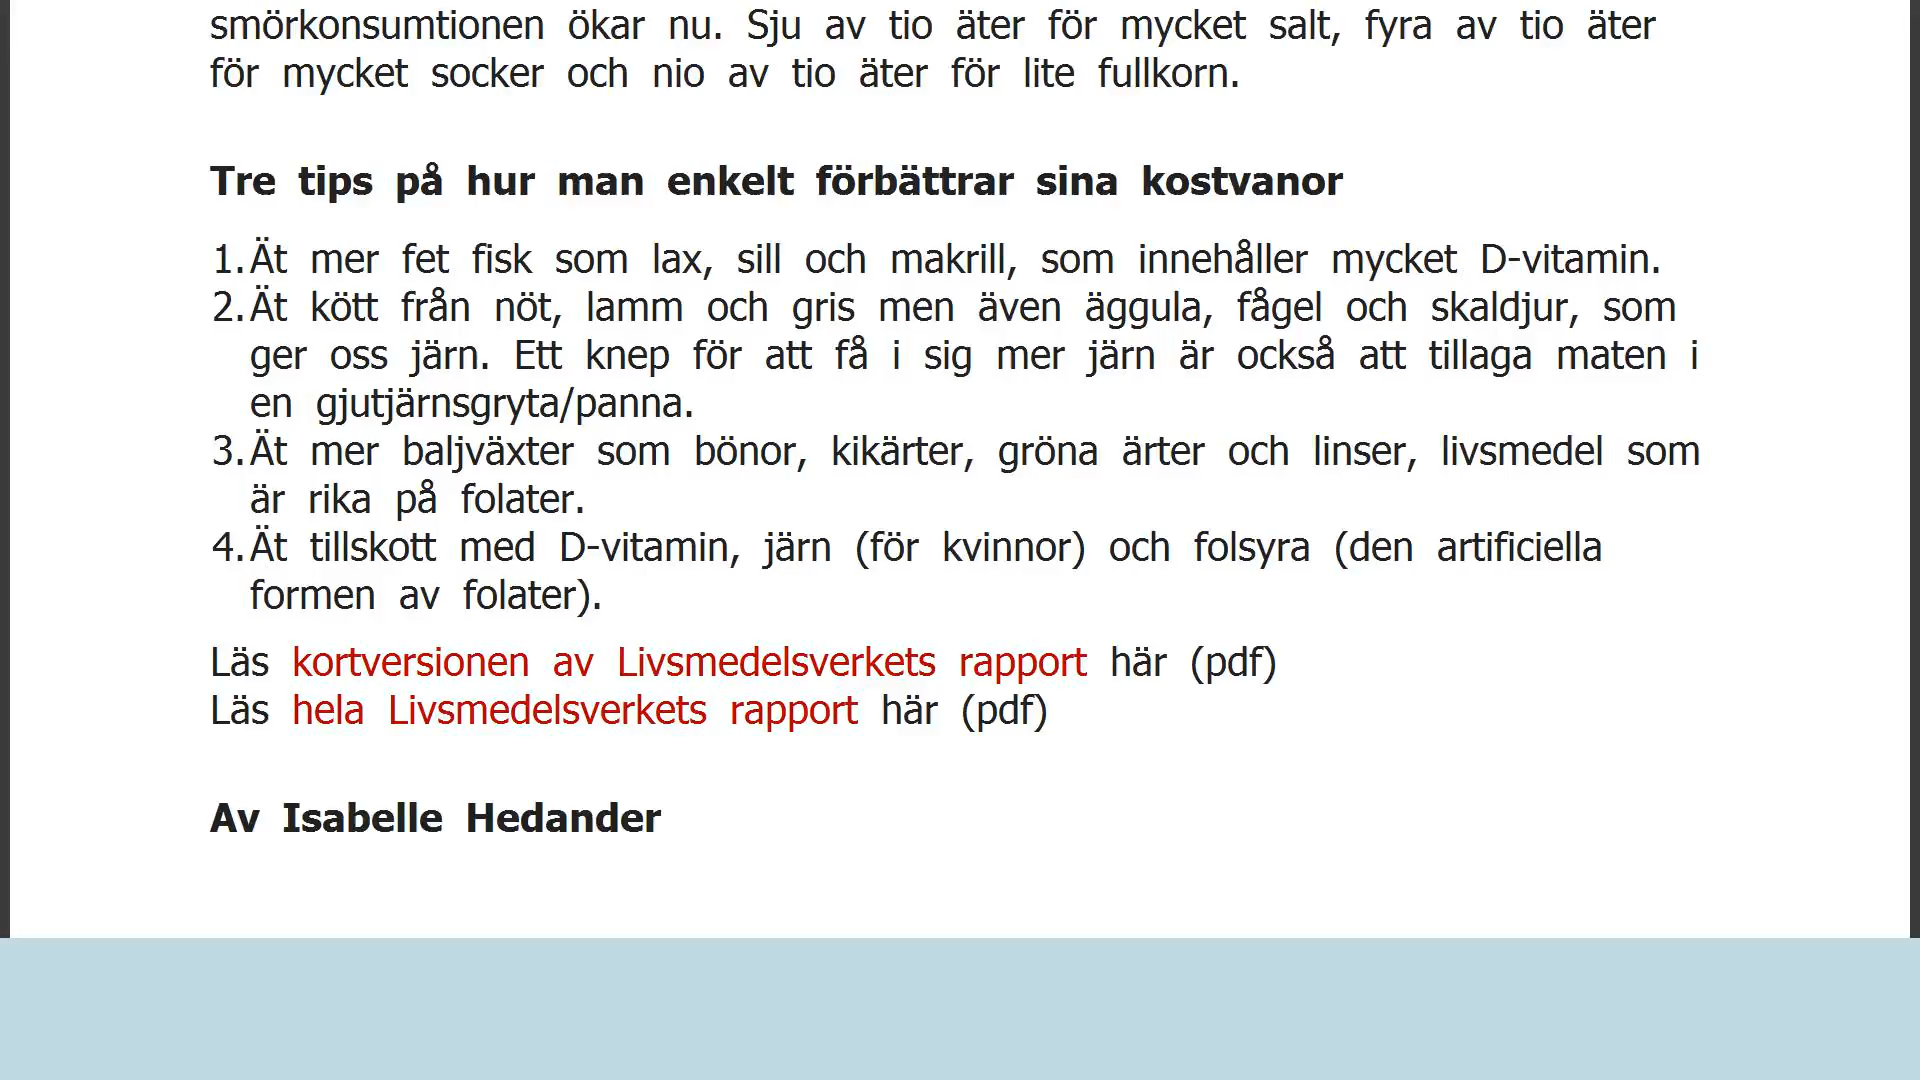 smörkonsumtionen ökar nu. Sju av tio äter för mycket salt, fyra av tio äter
för mycket socker och nio av tio äter för lite fullkorn.
Tre tips på hur man enkelt förbättrar sina kostvanor
1. Ät mer fet fisk som lax, sill och makrill, som innehåller mycket D-vitamin.
2. Ät kött från nöt, lamm och gris men även äggula, fågel och skaldjur, som
ger oss järn. Ett knep för att få i sig mer järn är också att tillaga maten i
en gjutjärnsgryta/panna.
3. Ät mer baljväxter som bönor, kikärter, gröna ärter och linser, livsmedel som
är rika på folater.
4. Ät tillskott med D-vitamin, järn (för kvinnor) och folsyra (den artificiella
formen av folater).
Läs kortversionen av Livsmedelsverkets rapport här (pdf)
Läs hela Livsmedelsverkets rapport här (pdf)
Av Isabelle Hedander